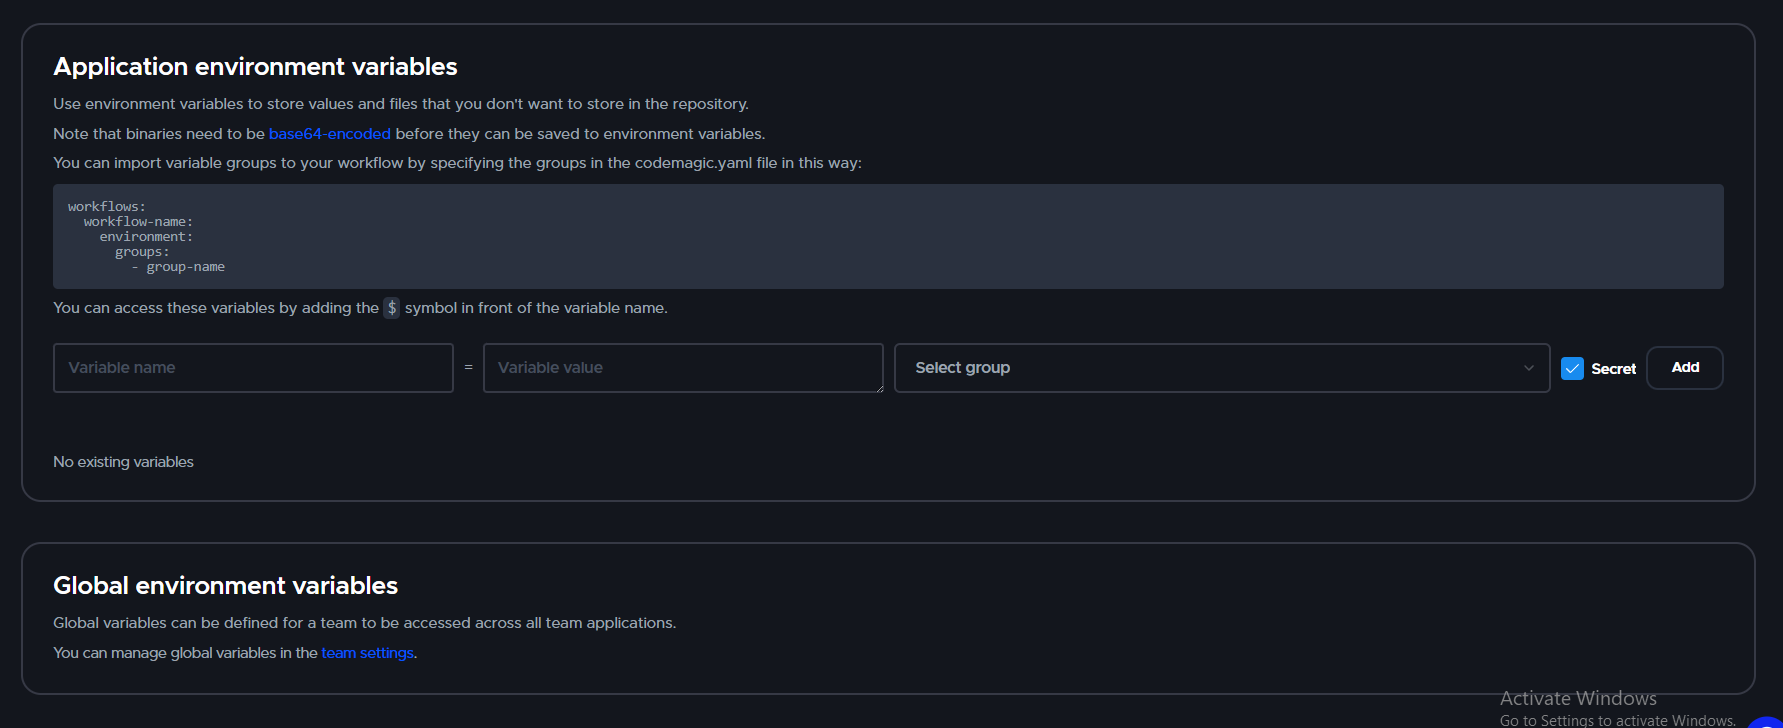 Application environment variables
Use environment variables to store values and files that you don't want to store in the repository.
Note that binaries need to be base64-encoded before they can be saved to environment variables.
You can import variable groups to your workflow by specifying the groups in the codemagic.yaml file in this way:
workflows:
  workflow-name:
    environment:
      groups:
        - group-name
You can access these variables by adding the $ symbol in front of the variable name.
Variable name = Variable value Select group Secret Add
No existing variables
Global environment variables
Global variables can be defined for a team to be accessed across all team applications.
You can manage global variables in the team settings.
Activate Windows
Go to Settings to activate Windows.